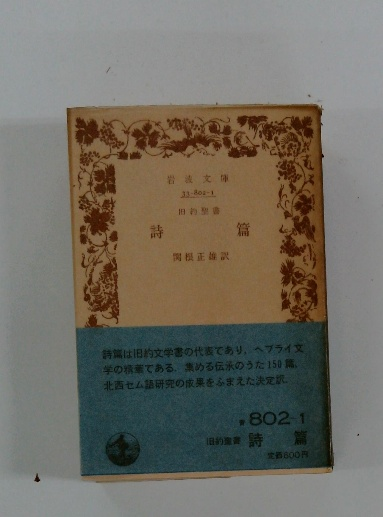 岩波文庫
33-802-1
旧約聖書
詩篇
関根正雄訳
詩篇は旧約文学書の代表であり、ヘブライ文
学の精華である。集める伝承のうた150篇。
北西セム語研究の成果をふまえた決定訳.
青802-1
旧約聖書 詩篇
定価600円